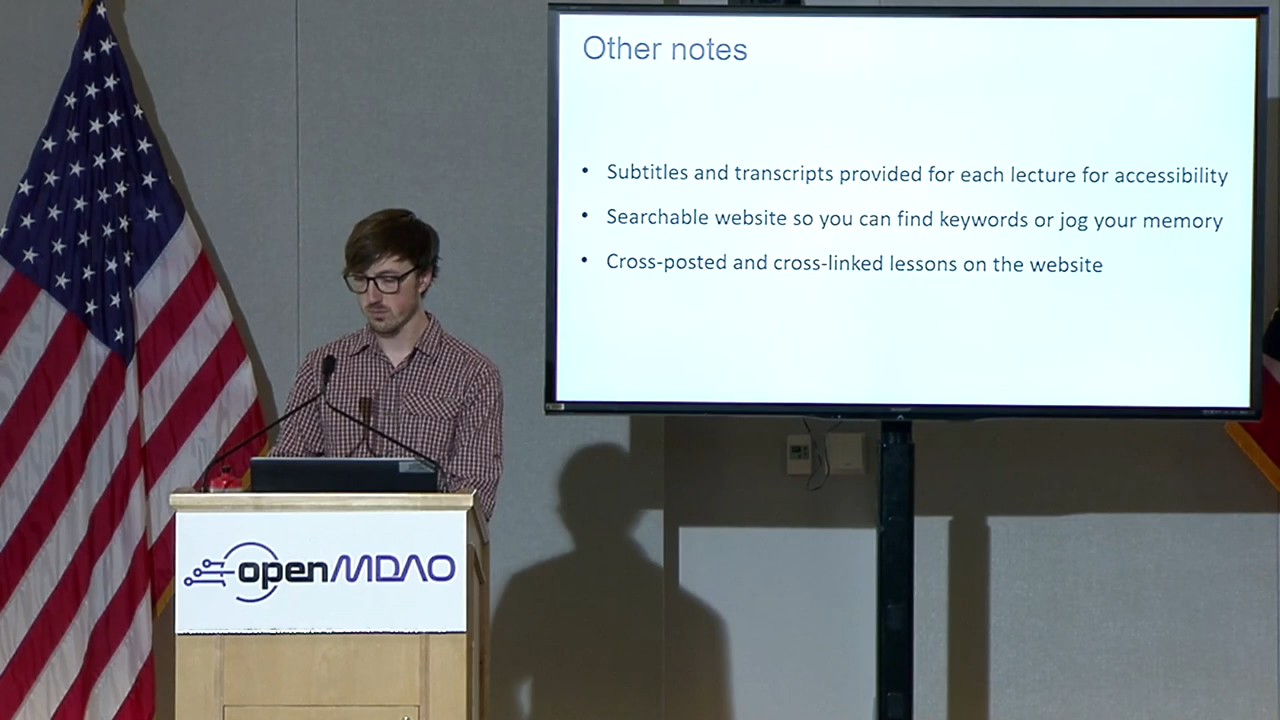 Other notes
• Subtitles and transcripts provided for each lecture for accessibility
• Searchable website so you can find keywords or jog your memory
• Cross-posted and cross-linked lessons on the website
openMDAO